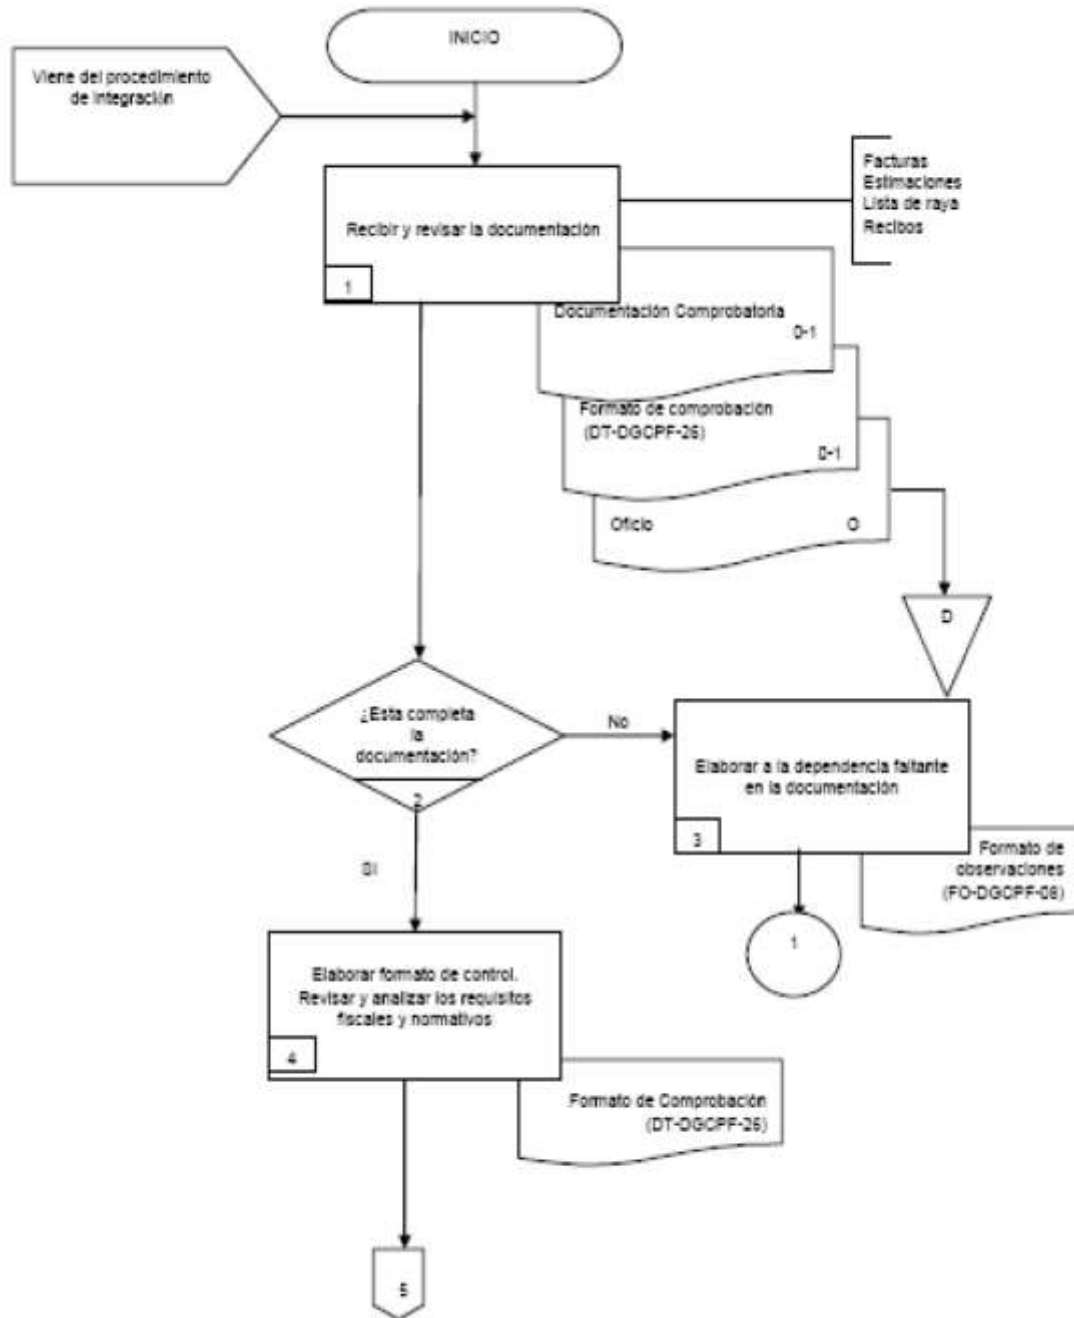 INICIO
Viene del procedimiento
de integración
Facturas
Estimaciones
Lista de raya
Recibos
Recibir y revisar la documentación
1
Documentación Comprobatoria
0-1
Formato de comprobación
(DT-DGCPF-26)
0-1
Oficio
O
D
¿Esta completa
la
documentación?
2
No
Elaborar a la dependencia faltante
en la documentación
3
Formato de
observaciones
(FO-DGCPF-08)
SI
1
Elaborar formato de control.
Revisar y analizar los requisitos
fiscales y normativos
4
Formato de Comprobación
(DT-DGCPF-26)
5